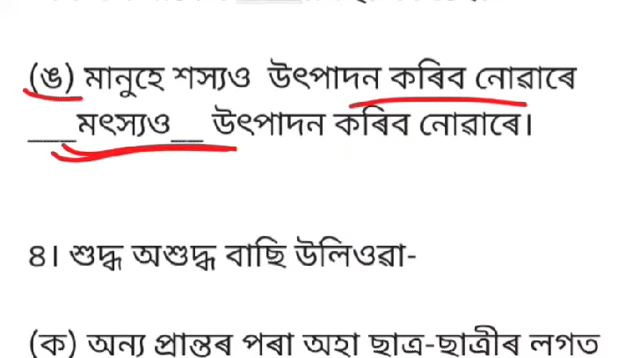 (ঙ) মানুহে শস্যও উৎপাদন কৰিব নোৱাৰে
___মৎস্যও__ উৎপাদন কৰিব নোৱাৰে।
৪। শুদ্ধ অশুদ্ধ বাছি উলিওৱা-
(ক) অন্য প্ৰান্তৰ পৰা অহা ছাত্ৰ-ছাত্ৰীৰ লগত